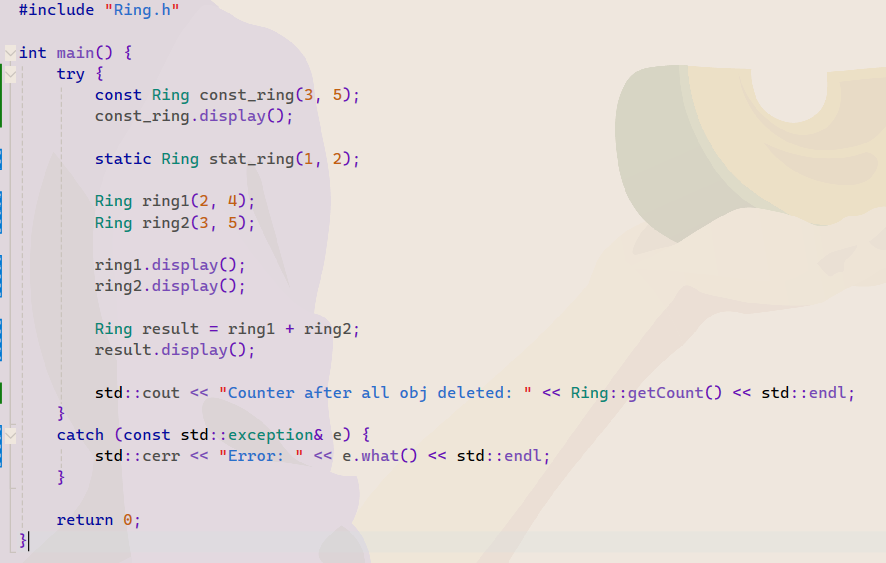 #include "Ring.h"
int main() {
try {
const Ring const_ring(3, 5);
const_ring.display();
static Ring stat_ring(1, 2);
Ring ring1(2, 4);
Ring ring2(3, 5);
ring1.display();
ring2.display();
Ring result = ring1 + ring2;
result.display();
std::cout << "Counter after all obj deleted: " << Ring::getCount() << std::endl;
}
catch (const std::exception& e) {
std::cerr << "Error: " << e.what() << std::endl;
}
return 0;
}